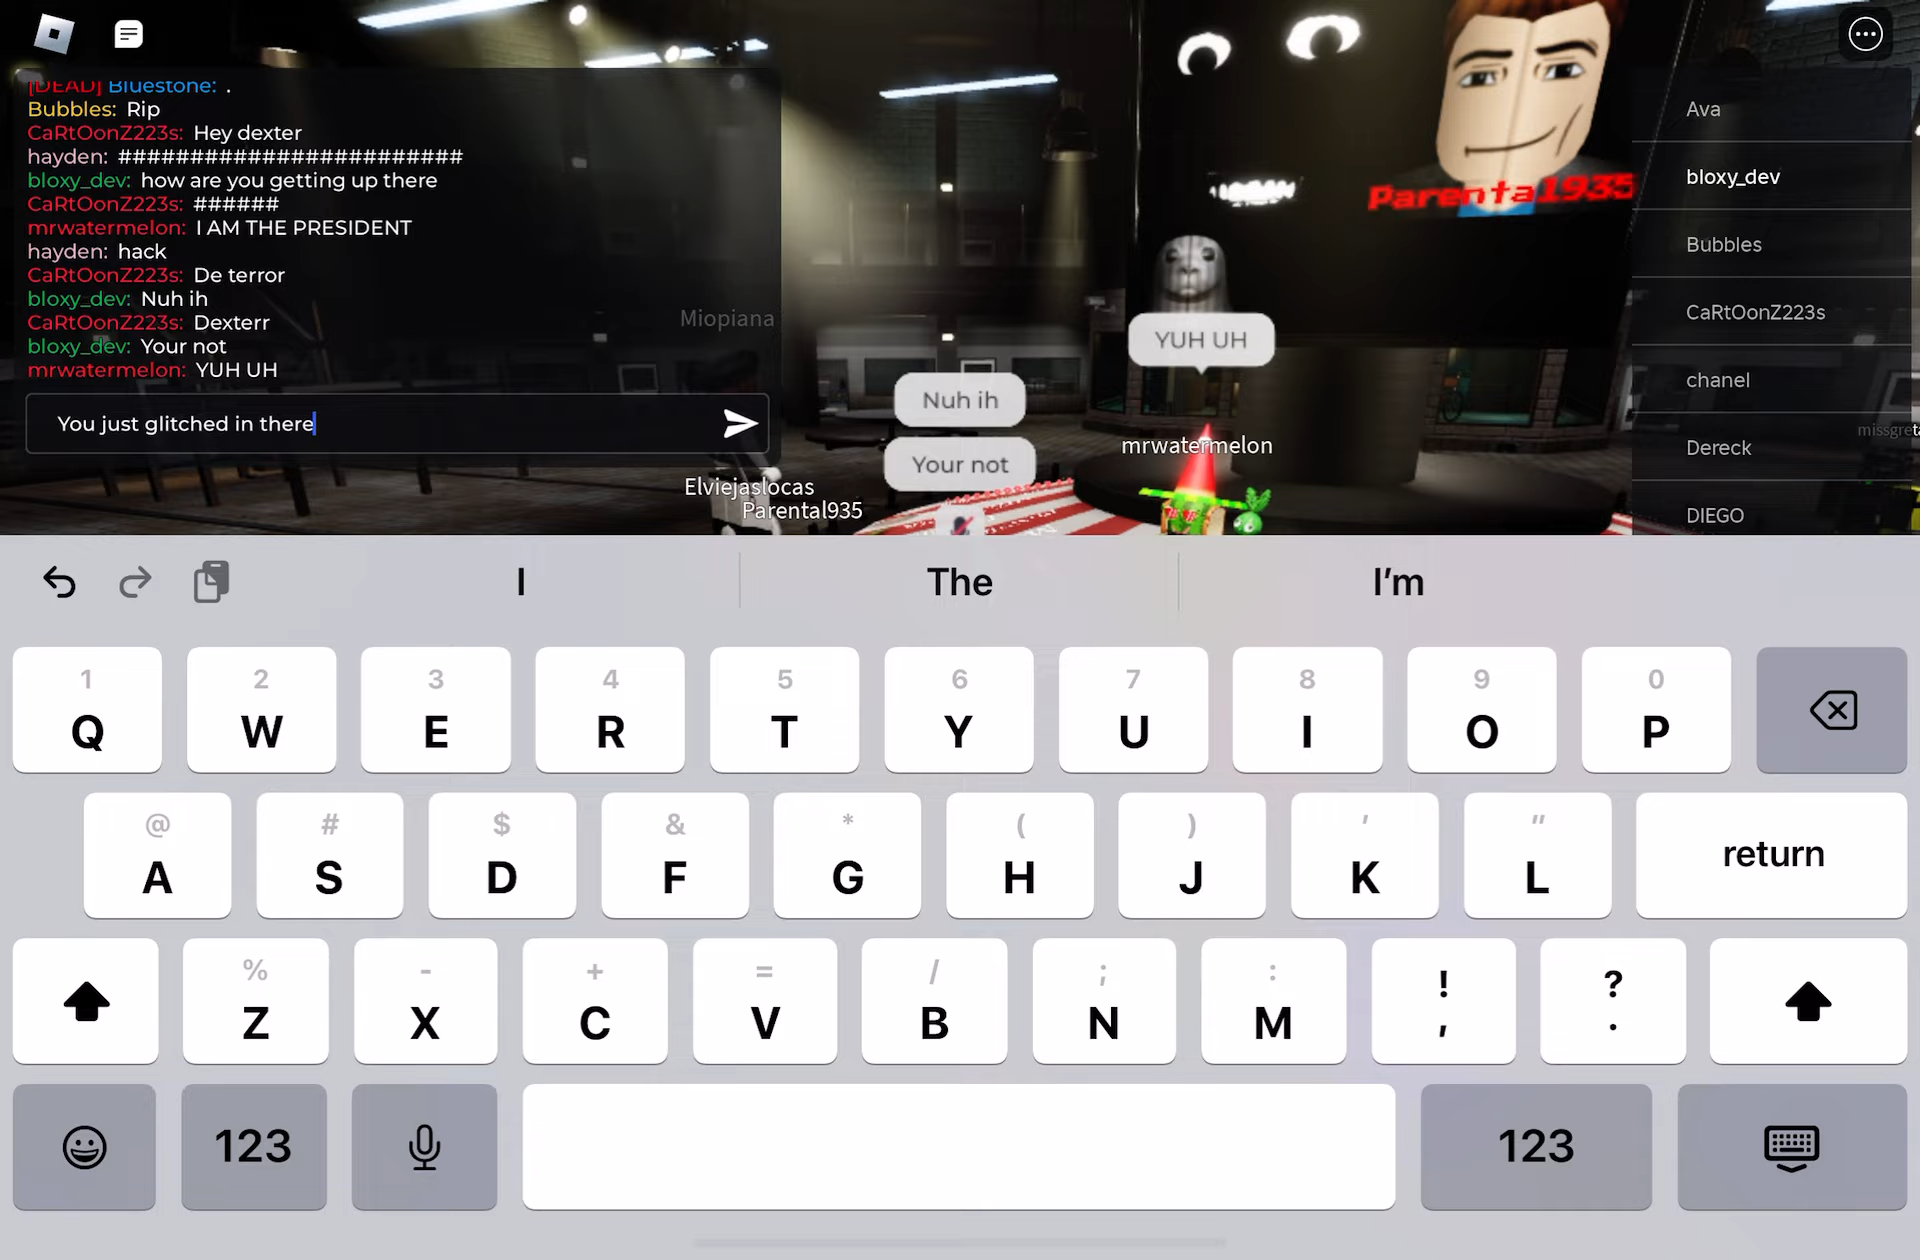 [DEAD] Bluestone: .
Bubbles: Rip
CaRtOonZ223s: Hey dexter
hayden: ########################
bloxy_dev: how are you getting up there
CaRtOonZ223s: ######
mrwatermelon: I AM THE PRESIDENT
hayden: hack
CaRtOonZ223s: De terror
bloxy_dev: Nuh ih
CaRtOonZ223s: Dexterr
bloxy_dev: Your not
mrwatermelon: YUH UH
You just glitched in there
Miopiana
Elviejaslocas
Parental935
Nuh ih
Your not
YUH UH
mrwatermelon
Parental935
Ava
bloxy_dev
Bubbles
CaRtOonZ223s
chanel
Dereck
DIEGO
I The I'm
1 2 3 4 5 6 7 8 9 0
Q W E R T Y U I O P
@ # $ & * ( ) ' "
A S D F G H J K L return
% - + = / ; : ! ?
Z X C V B N M , .
123 123